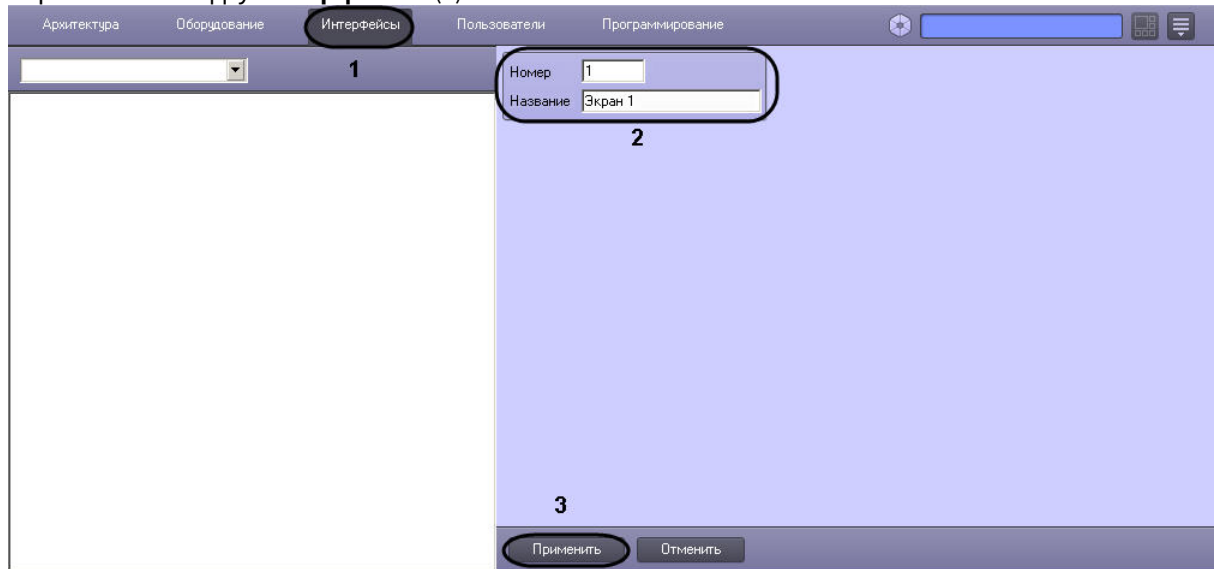 Архитектура Оборудование Интерфейсы Пользователи Программирование
1
Номер 1
Название Экран 1
2
3
Применить Отменить